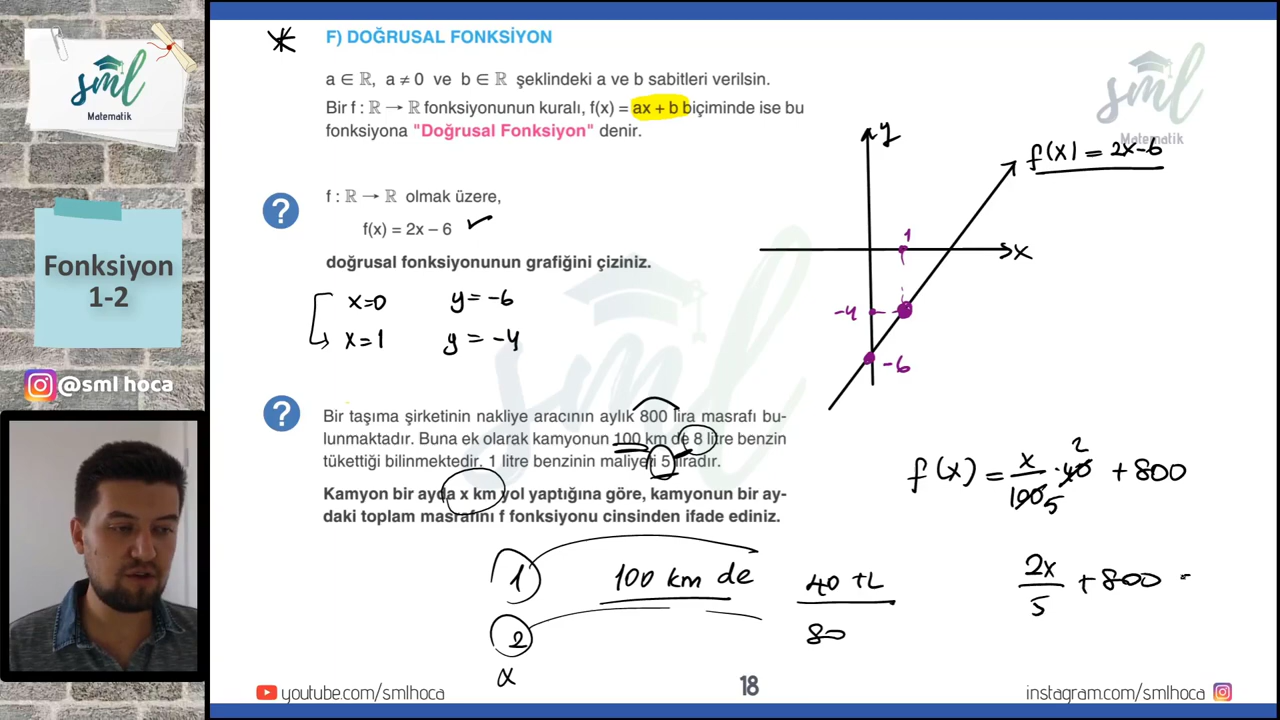 sml
Matematik
Fonksiyon
1-2
@sml hoca
F) DOĞRUSAL FONKSİYON
a ∈ ℝ, a ≠ 0 ve b ∈ ℝ şeklindeki a ve b sabitleri verilsin.
Bir f : ℝ → ℝ fonksiyonunun kuralı, f(x) = ax + b biçiminde ise bu
fonksiyona "Doğrusal Fonksiyon" denir.
sml
Matematik
?
f : ℝ → ℝ olmak üzere,
f(x) = 2x – 6
doğrusal fonksiyonunun grafiğini çiziniz.
x=0 y = -6
x=1 y = -4
y
f(x) = 2x-6
1
x
-4
-6
sml
?
Bir taşıma şirketinin nakliye aracının aylık 800 lira masrafı bu-
lunmaktadır. Buna ek olarak kamyonun 100 km de 8 litre benzin
tükettiği bilinmektedir. 1 litre benzinin maliyeti 5 liradır.
Kamyon bir ayda x km yol yaptığına göre, kamyonun bir ay-
daki toplam masrafını f fonksiyonu cinsinden ifade ediniz.
f(x) = x/100 5 · 40 2 + 800
2x/5 + 800
1 100 km de 40 TL
2 80
x
youtube.com/smlhoca
18
instagram.com/smlhoca